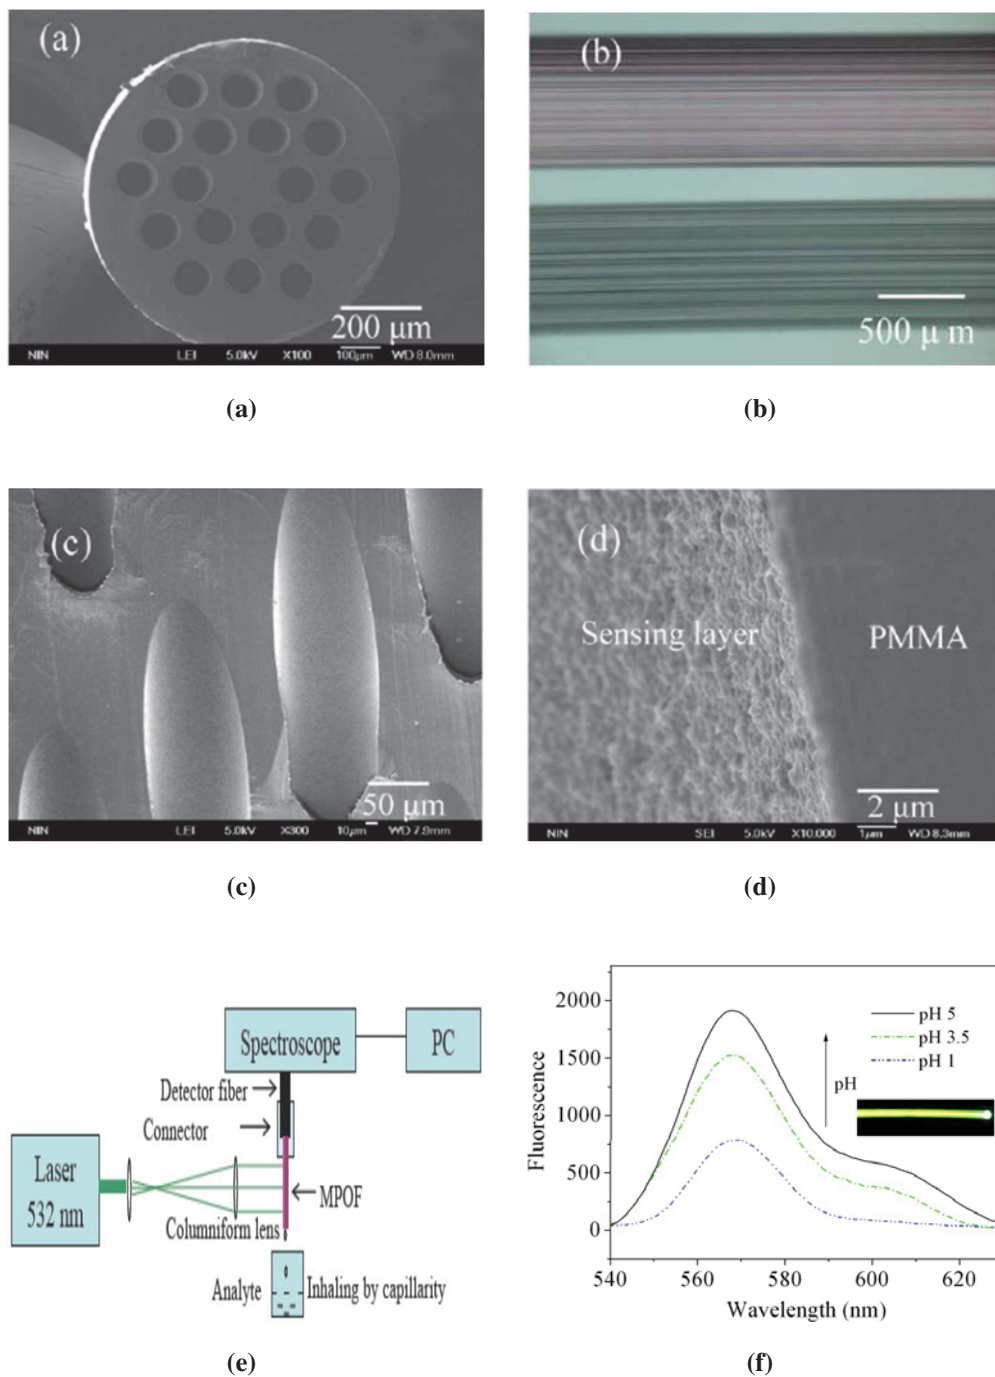 (a)
200 μm
NIN LEI 5.0kV X100 100μm WD 8.0mm
(a)
(b)
500 μ m
(b)
(c)
50 μm
NIN LEI 5.0kV X300 10μm WD 7.9mm
(c)
(d)
Sensing layer
PMMA
2 μm
NIN SEI 5.0kV X10,000 1μm WD 8.3mm
(d)
Spectroscope
PC
Detector fiber
Connector
Laser
532 nm
MPOF
Columniform lens
Analyte
Inhaling by capillarity
(e)
Fluorescence
2000
1500
1000
500
0
pH 5
pH 3.5
pH 1
pH
540 560 580 600 620
Wavelength (nm)
(f)